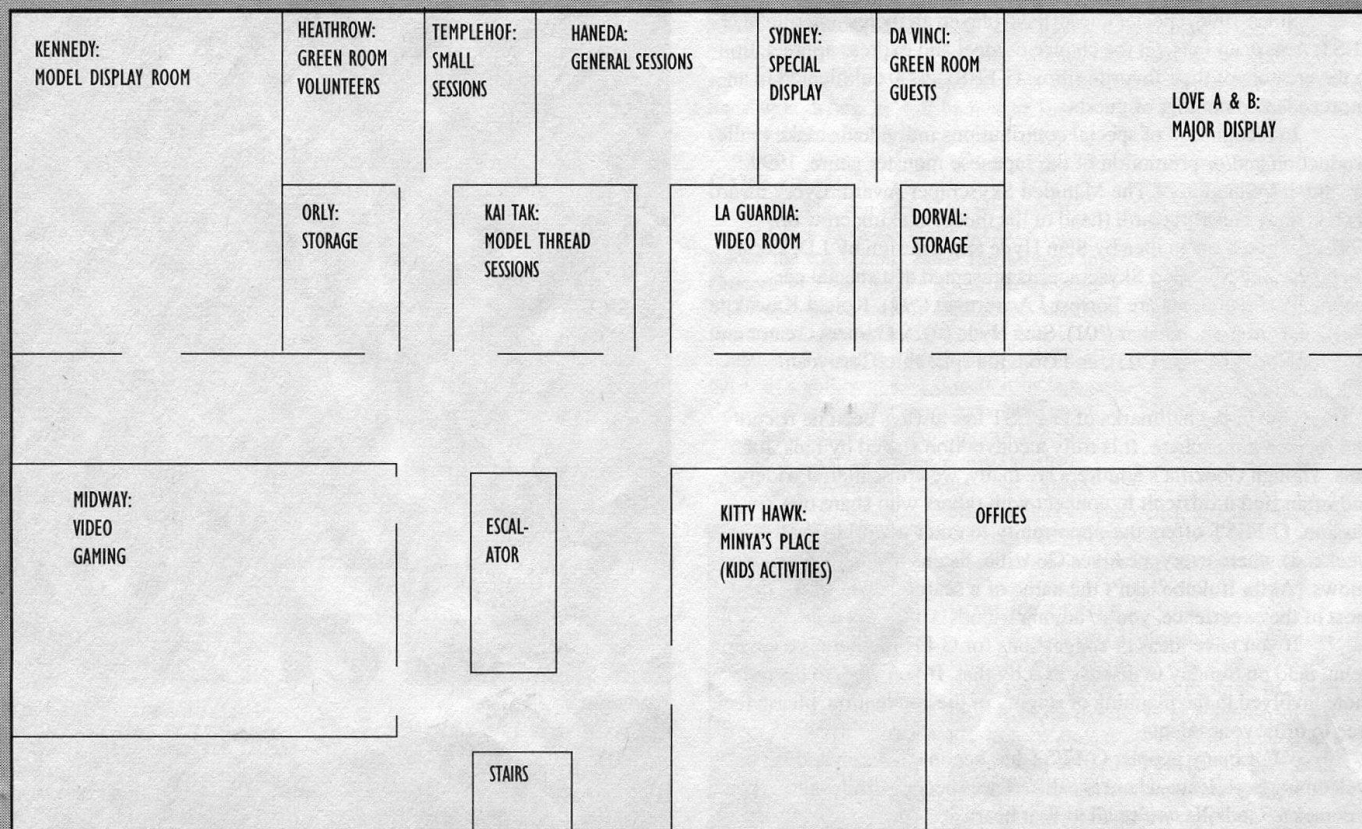 KENNEDY:
MODEL DISPLAY ROOM
HEATHROW:
GREEN ROOM
VOLUNTEERS
TEMPLEHOF:
SMALL
SESSIONS
HANEDA:
GENERAL SESSIONS
SYDNEY:
SPECIAL
DISPLAY
DA VINCI:
GREEN ROOM
GUESTS
LOVE A & B:
MAJOR DISPLAY
ORLY:
STORAGE
KAI TAK:
MODEL THREAD
SESSIONS
LA GUARDIA:
VIDEO ROOM
DORVAL:
STORAGE
MIDWAY:
VIDEO
GAMING
ESCAL-
ATOR
KITTY HAWK:
MINYA'S PLACE
(KIDS ACTIVITIES)
OFFICES
STAIRS